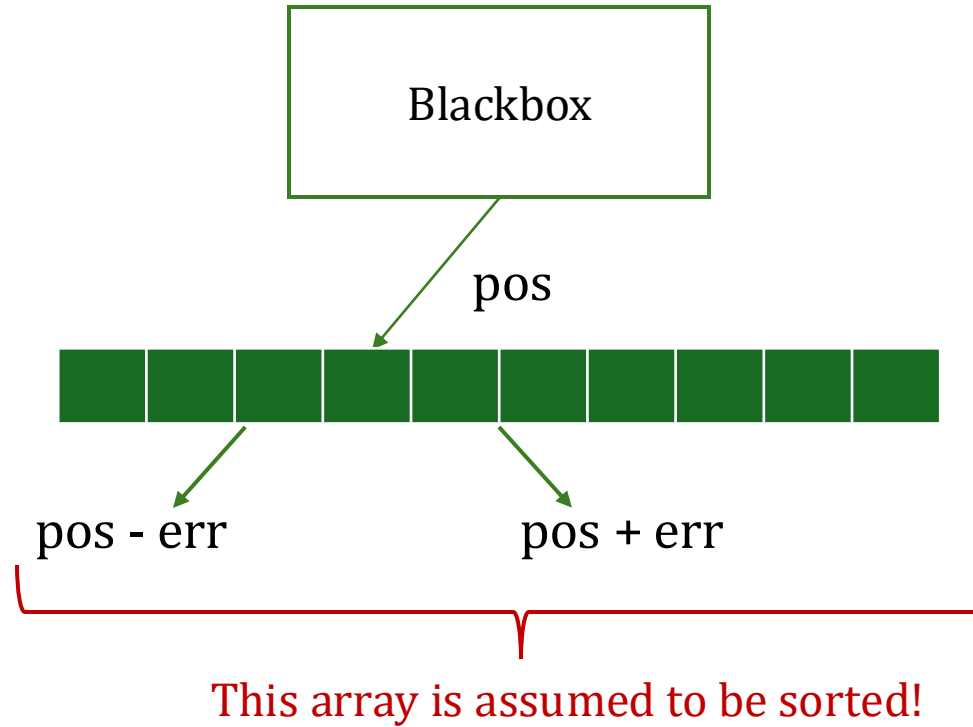 Blackbox
pos
pos - err
pos + err
This array is assumed to be sorted!